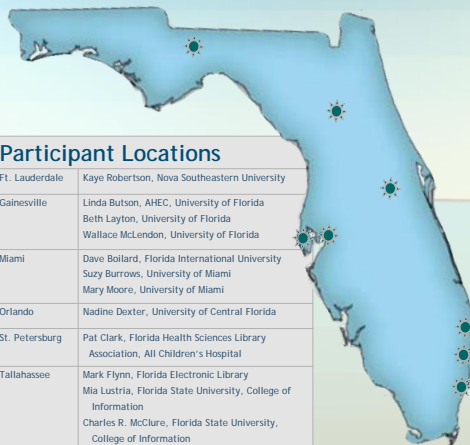 Participant Locations
Ft. Lauderdale Kaye Robertson, Nova Southeastern University
Gainesville Linda Butson, AHEC, University of Florida
Beth Layton, University of Florida
Wallace McLendon, University of Florida
Miami Dave Boilard, Florida International University
Suzy Burrows, University of Miami
Mary Moore, University of Miami
Orlando Nadine Dexter, University of Central Florida
St. Petersburg Pat Clark, Florida Health Sciences Library
Association, All Children's Hospital
Tallahassee Mark Flynn, Florida Electronic Library
Mia Lustria, Florida State University, College of
Information
Charles R. McClure, Florida State University,
College of Information